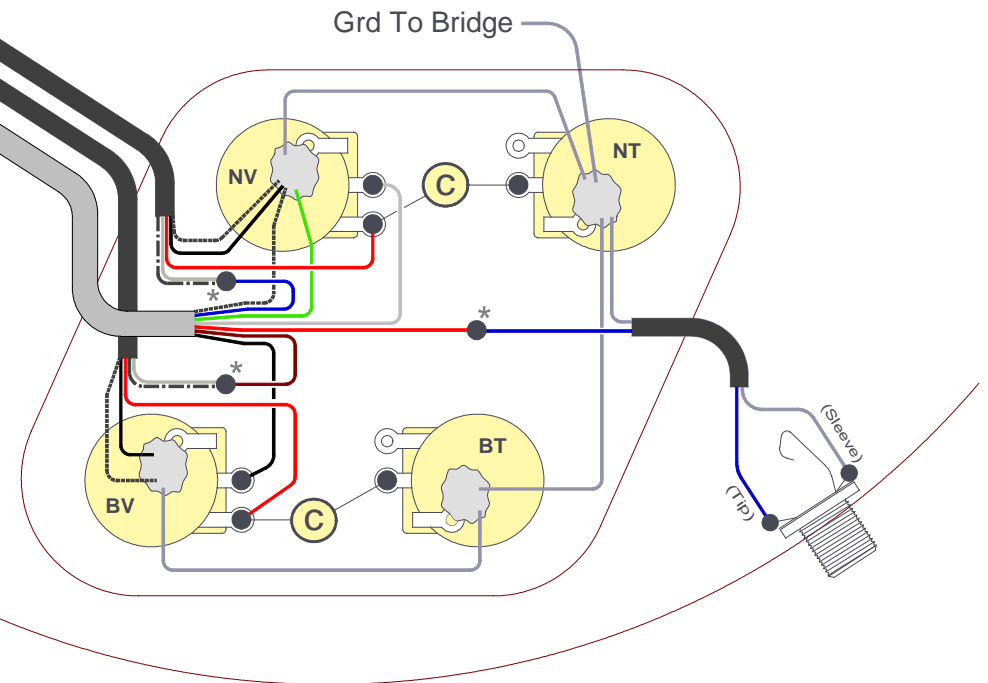 Grd To Bridge
NV
C
NT
*
*
*
BV
C
BT
(Sleeve)
(Tip)